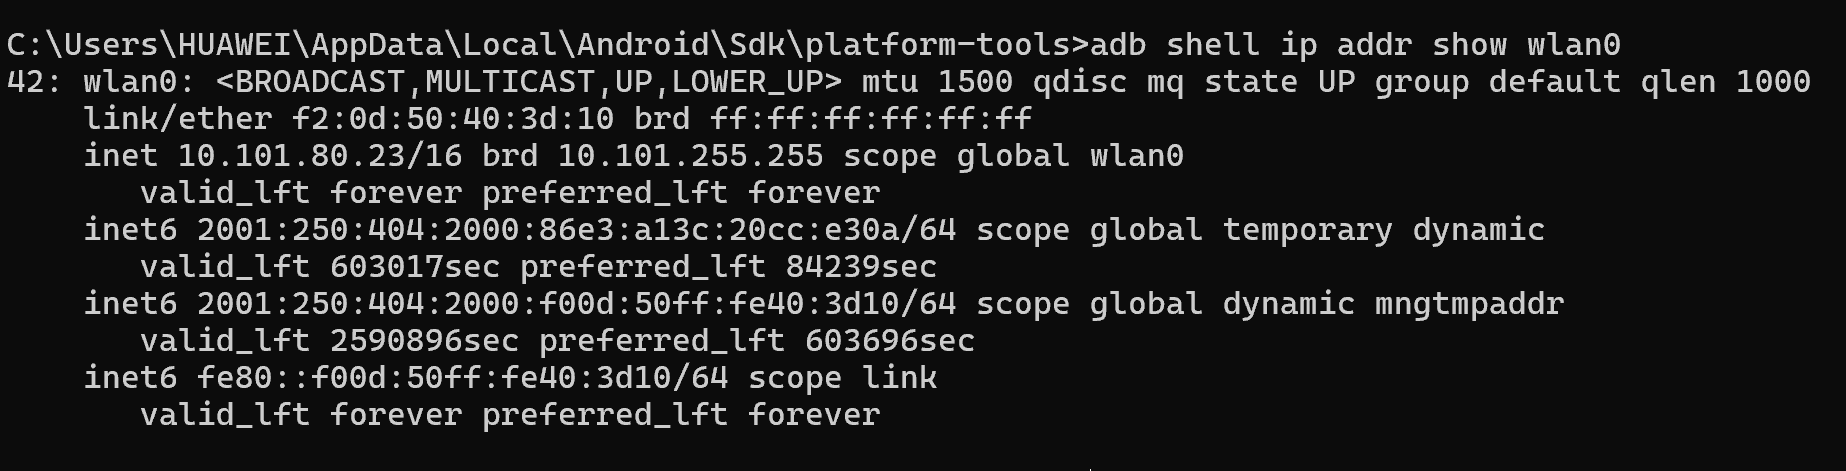 C:\Users\HUAWEI\AppData\Local\Android\Sdk\platform-tools>adb shell ip addr show wlan0
42: wlan0: <BROADCAST,MULTICAST,UP,LOWER_UP> mtu 1500 qdisc mq state UP group default qlen 1000
    link/ether f2:0d:50:40:3d:10 brd ff:ff:ff:ff:ff:ff
    inet 10.101.80.23/16 brd 10.101.255.255 scope global wlan0
       valid_lft forever preferred_lft forever
    inet6 2001:250:404:2000:86e3:a13c:20cc:e30a/64 scope global temporary dynamic
       valid_lft 603017sec preferred_lft 84239sec
    inet6 2001:250:404:2000:f00d:50ff:fe40:3d10/64 scope global dynamic mngtmpaddr
       valid_lft 2590896sec preferred_lft 603696sec
    inet6 fe80::f00d:50ff:fe40:3d10/64 scope link
       valid_lft forever preferred_lft forever